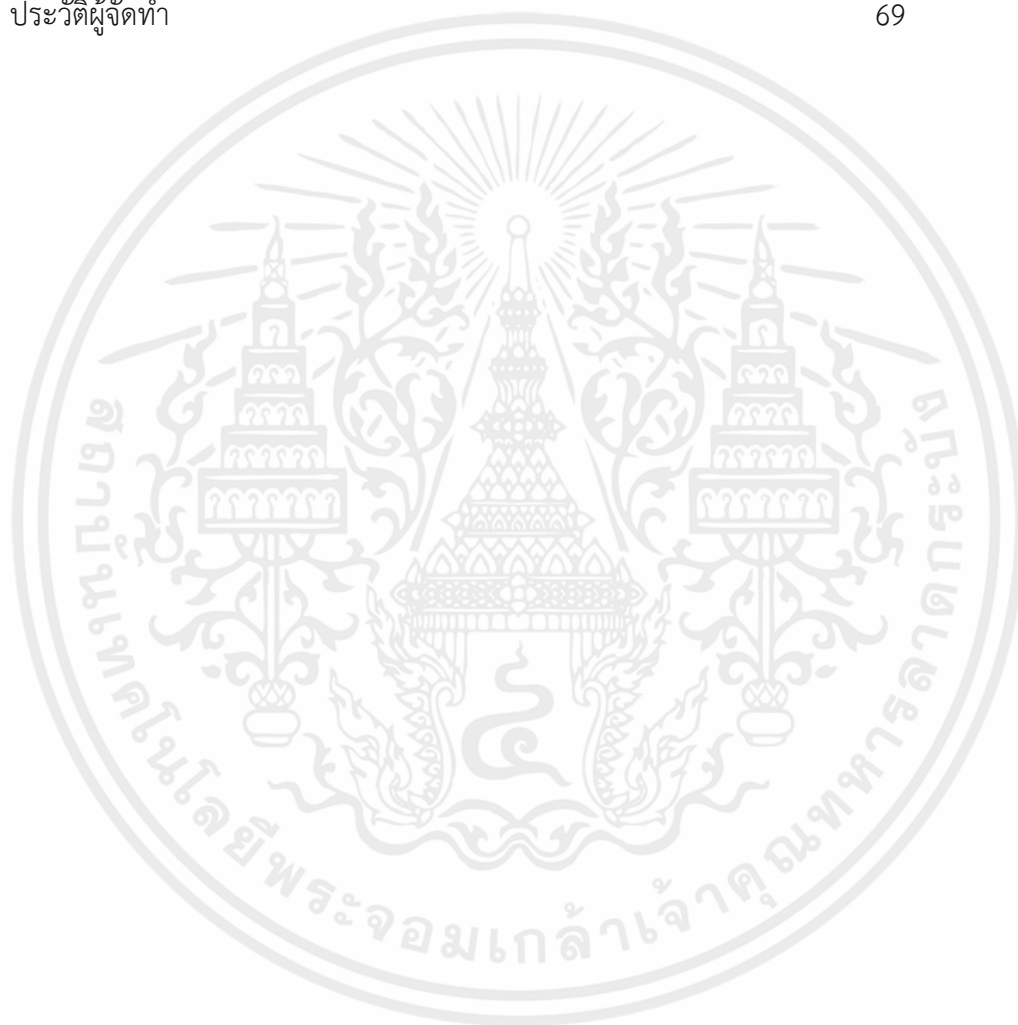 ประวัติผู้จัดทำ 69
สถาบันเทคโนโลยีพระจอมเกล้าเจ้าคุณทหารลาดกระบัง
๔